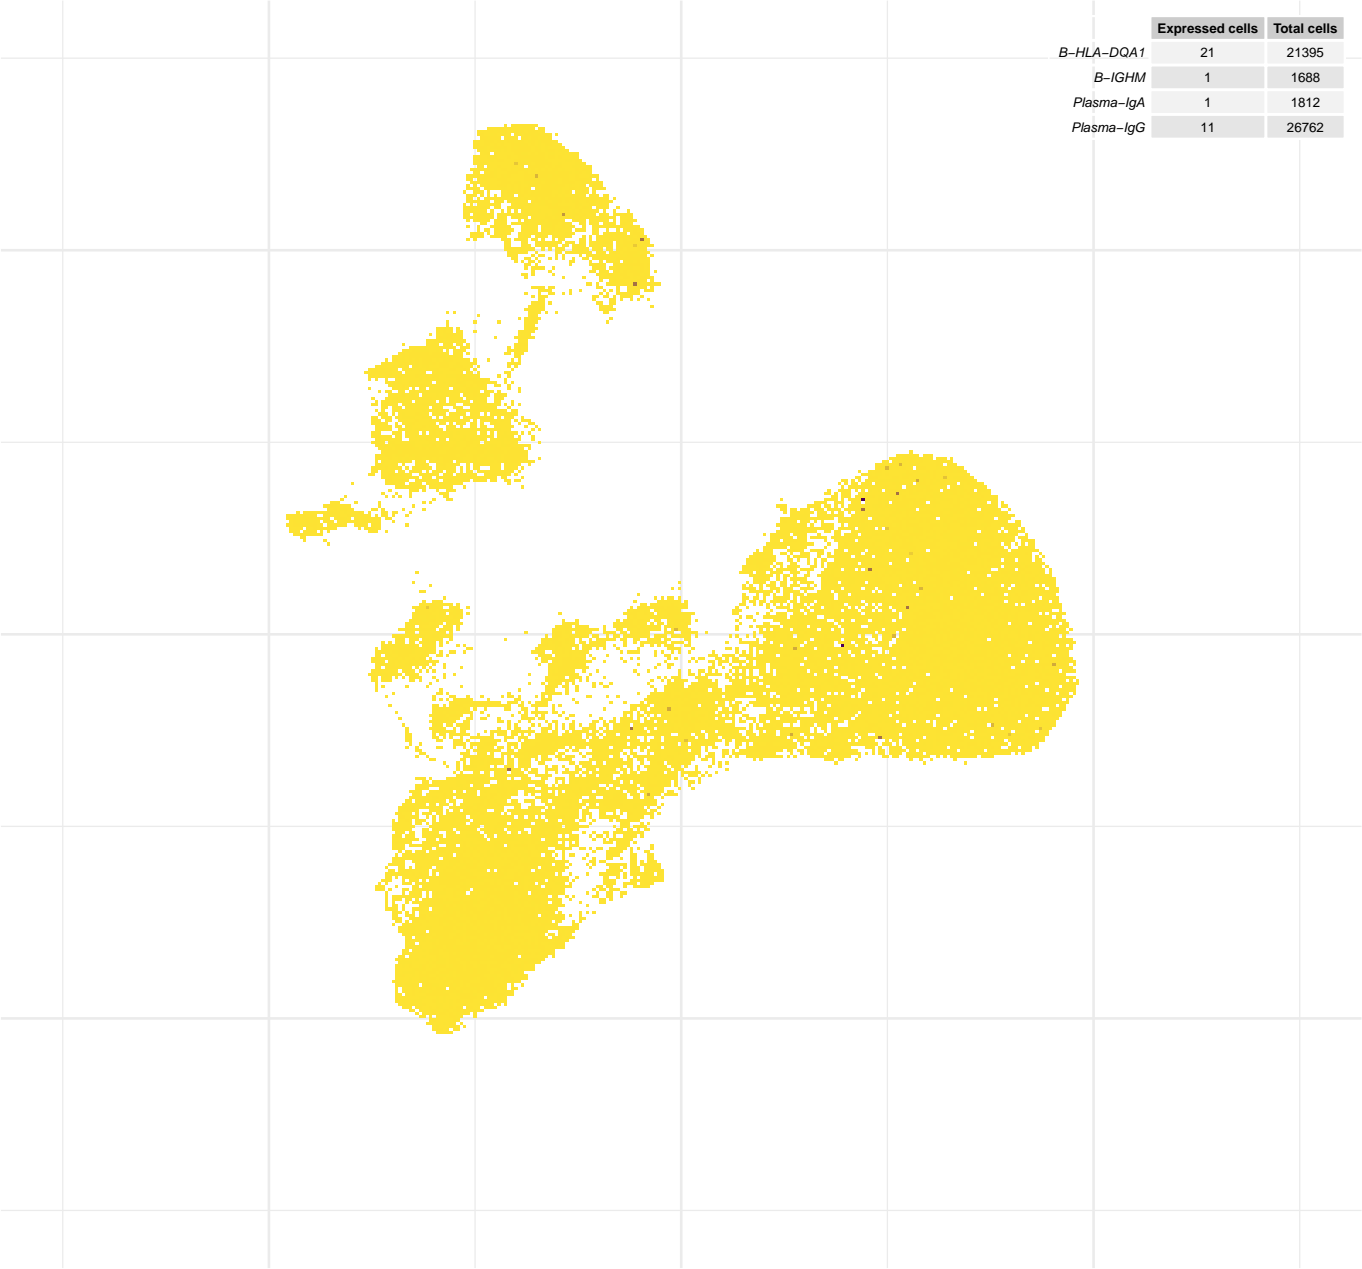 Expressed cells Total cells
B−HLA−DQA1 21 21395
B−IGHM 1 1688
Plasma−IgA 1 1812
Plasma−IgG 11 26762